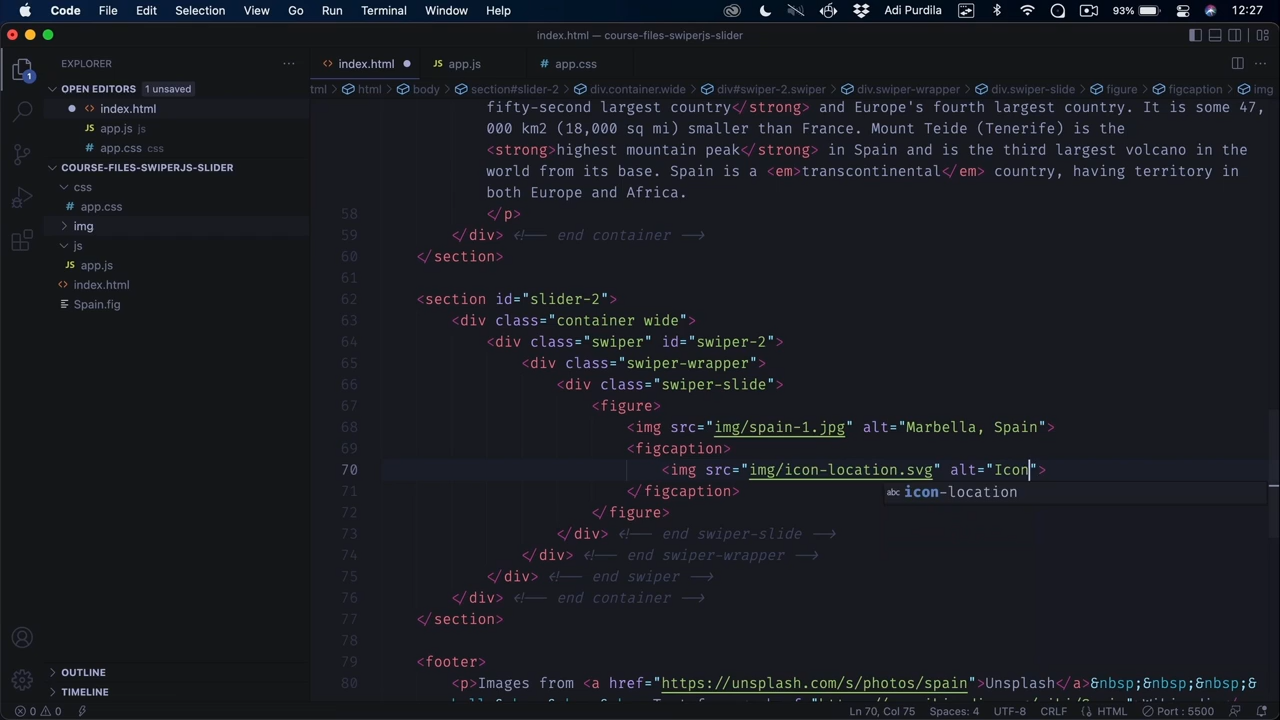 Code File Edit Selection View Go Run Terminal Window Help Adi Purdila 93% 12:27
index.html — course-files-swiperjs-slider
EXPLORER
index.html
app.js
app.css
OPEN EDITORS 1 unsaved
index.html
app.js js
app.css css
COURSE-FILES-SWIPERJS-SLIDER
css
app.css
img
js
app.js
index.html
Spain.fig
OUTLINE
TIMELINE
1
html body section#slider-2 div.container.wide div#swiper-2.swiper div.swiper-wrapper div.swiper-slide figure figcaption img
fifty-second largest country</strong> and Europe's fourth largest country. It is some 47,
000 km2 (18,000 sq mi) smaller than France. Mount Teide (Tenerife) is the
<strong>highest mountain peak</strong> in Spain and is the third largest volcano in the
world from its base. Spain is a <em>transcontinental</em> country, having territory in
both Europe and Africa.
58 </p>
59 </div> <!-- end container -->
60 </section>
61
62 <section id="slider-2">
63 <div class="container wide">
64 <div class="swiper" id="swiper-2">
65 <div class="swiper-wrapper">
66 <div class="swiper-slide">
67 <figure>
68 <img src="img/spain-1.jpg" alt="Marbella, Spain">
69 <figcaption>
70 <img src="img/icon-location.svg" alt="Icon">
abc icon-location
71 </figcaption>
72 </figure>
73 </div> <!-- end swiper-slide -->
74 </div> <!-- end swiper-wrapper -->
75 </div> <!-- end swiper -->
76 </div> <!-- end container -->
77 </section>
78
79 <footer>
80 <p>Images from <a href="https://unsplash.com/s/photos/spain">Unsplash</a>&nbsp;&nbsp;&nbsp;&
0 0 Ln 70, Col 75 Spaces: 4 UTF-8 CRLF HTML Port : 5500